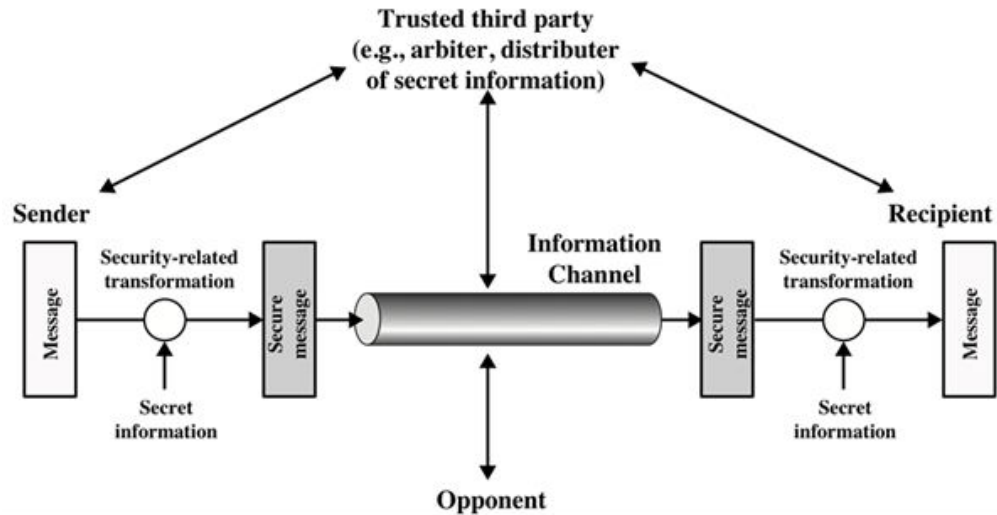 Trusted third party
(e.g., arbiter, distributer
of secret information)
Sender
Recipient
Information
Channel
Security-related
transformation
Security-related
transformation
Message
Secure
message
Secure
message
Message
Secret
information
Secret
information
Opponent